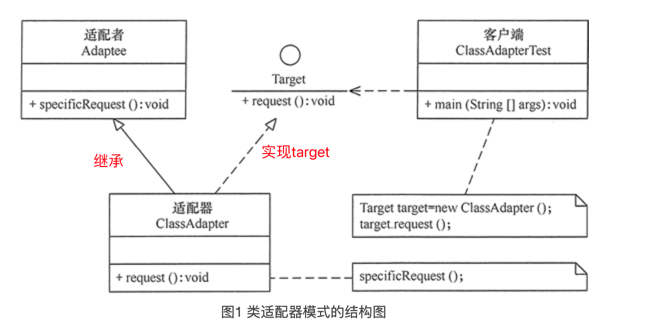 适配者
Adaptee
+ specificRequest ():void
Target
+ request ():void
客户端
ClassAdapterTest
+ main (String [] args):void
继承
实现target
适配器
ClassAdapter
+ request ():void
Target target=new ClassAdapter ();
target.request ();
specificRequest ();
图1 类适配器模式的结构图